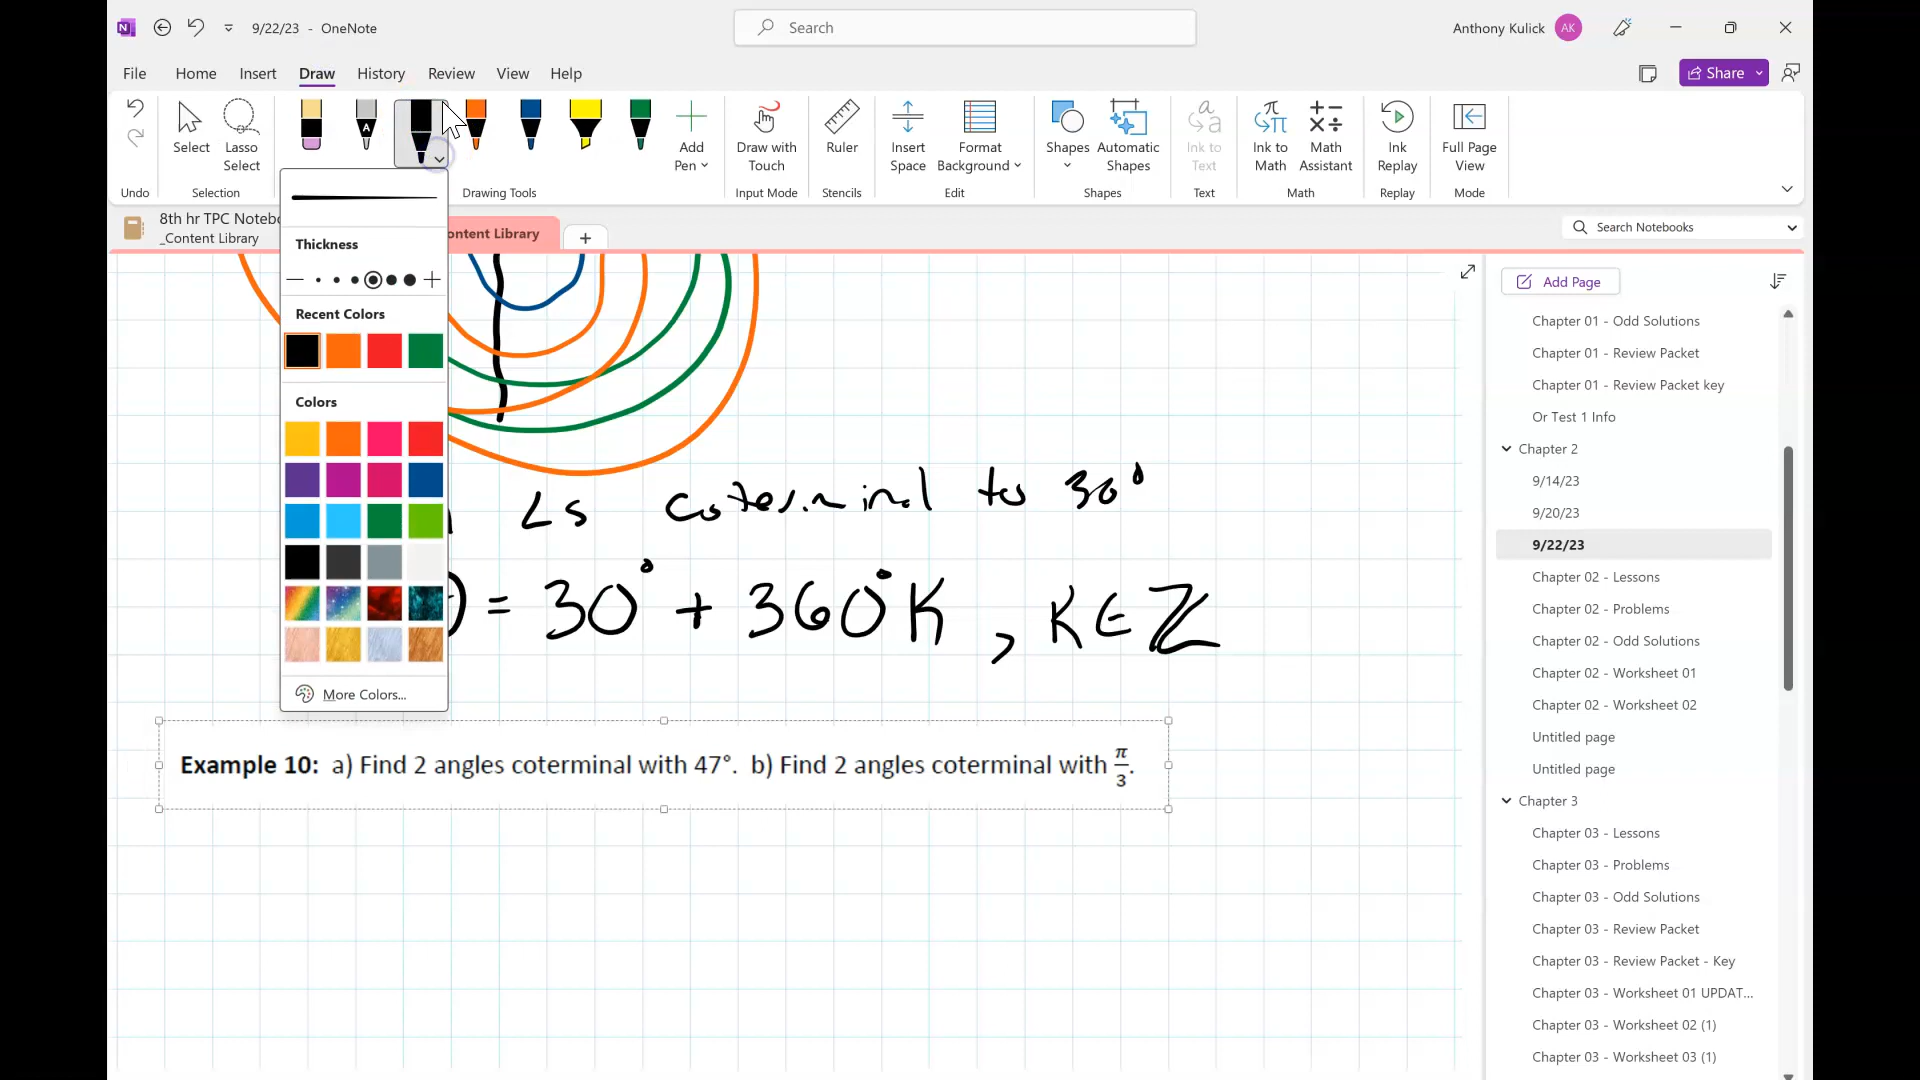 9/22/23 - OneNote
Search
Anthony Kulick
AK
File Home Insert Draw History Review View Help
Share
Select
Lasso Select
A
Add Pen
Draw with Touch
Ruler
Insert Space
Format Background
Shapes
Automatic Shapes
Ink to Text
Ink to Math
Math Assistant
Ink Replay
Full Page View
Undo Selection Drawing Tools Input Mode Stencils Edit Shapes Text Math Replay Mode
8th hr TPC Notebo
_Content Library
ontent Library
+
Search Notebooks
Thickness
Recent Colors
Colors
More Colors...
∠s coterminal to 30°
= 30° + 360°K , K∈ℤ
Example 10: a) Find 2 angles coterminal with 47°. b) Find 2 angles coterminal with π/3.
Add Page
Chapter 01 - Odd Solutions
Chapter 01 - Review Packet
Chapter 01 - Review Packet key
Or Test 1 Info
Chapter 2
9/14/23
9/20/23
9/22/23
Chapter 02 - Lessons
Chapter 02 - Problems
Chapter 02 - Odd Solutions
Chapter 02 - Worksheet 01
Chapter 02 - Worksheet 02
Untitled page
Untitled page
Chapter 3
Chapter 03 - Lessons
Chapter 03 - Problems
Chapter 03 - Odd Solutions
Chapter 03 - Review Packet
Chapter 03 - Review Packet - Key
Chapter 03 - Worksheet 01 UPDAT...
Chapter 03 - Worksheet 02 (1)
Chapter 03 - Worksheet 03 (1)